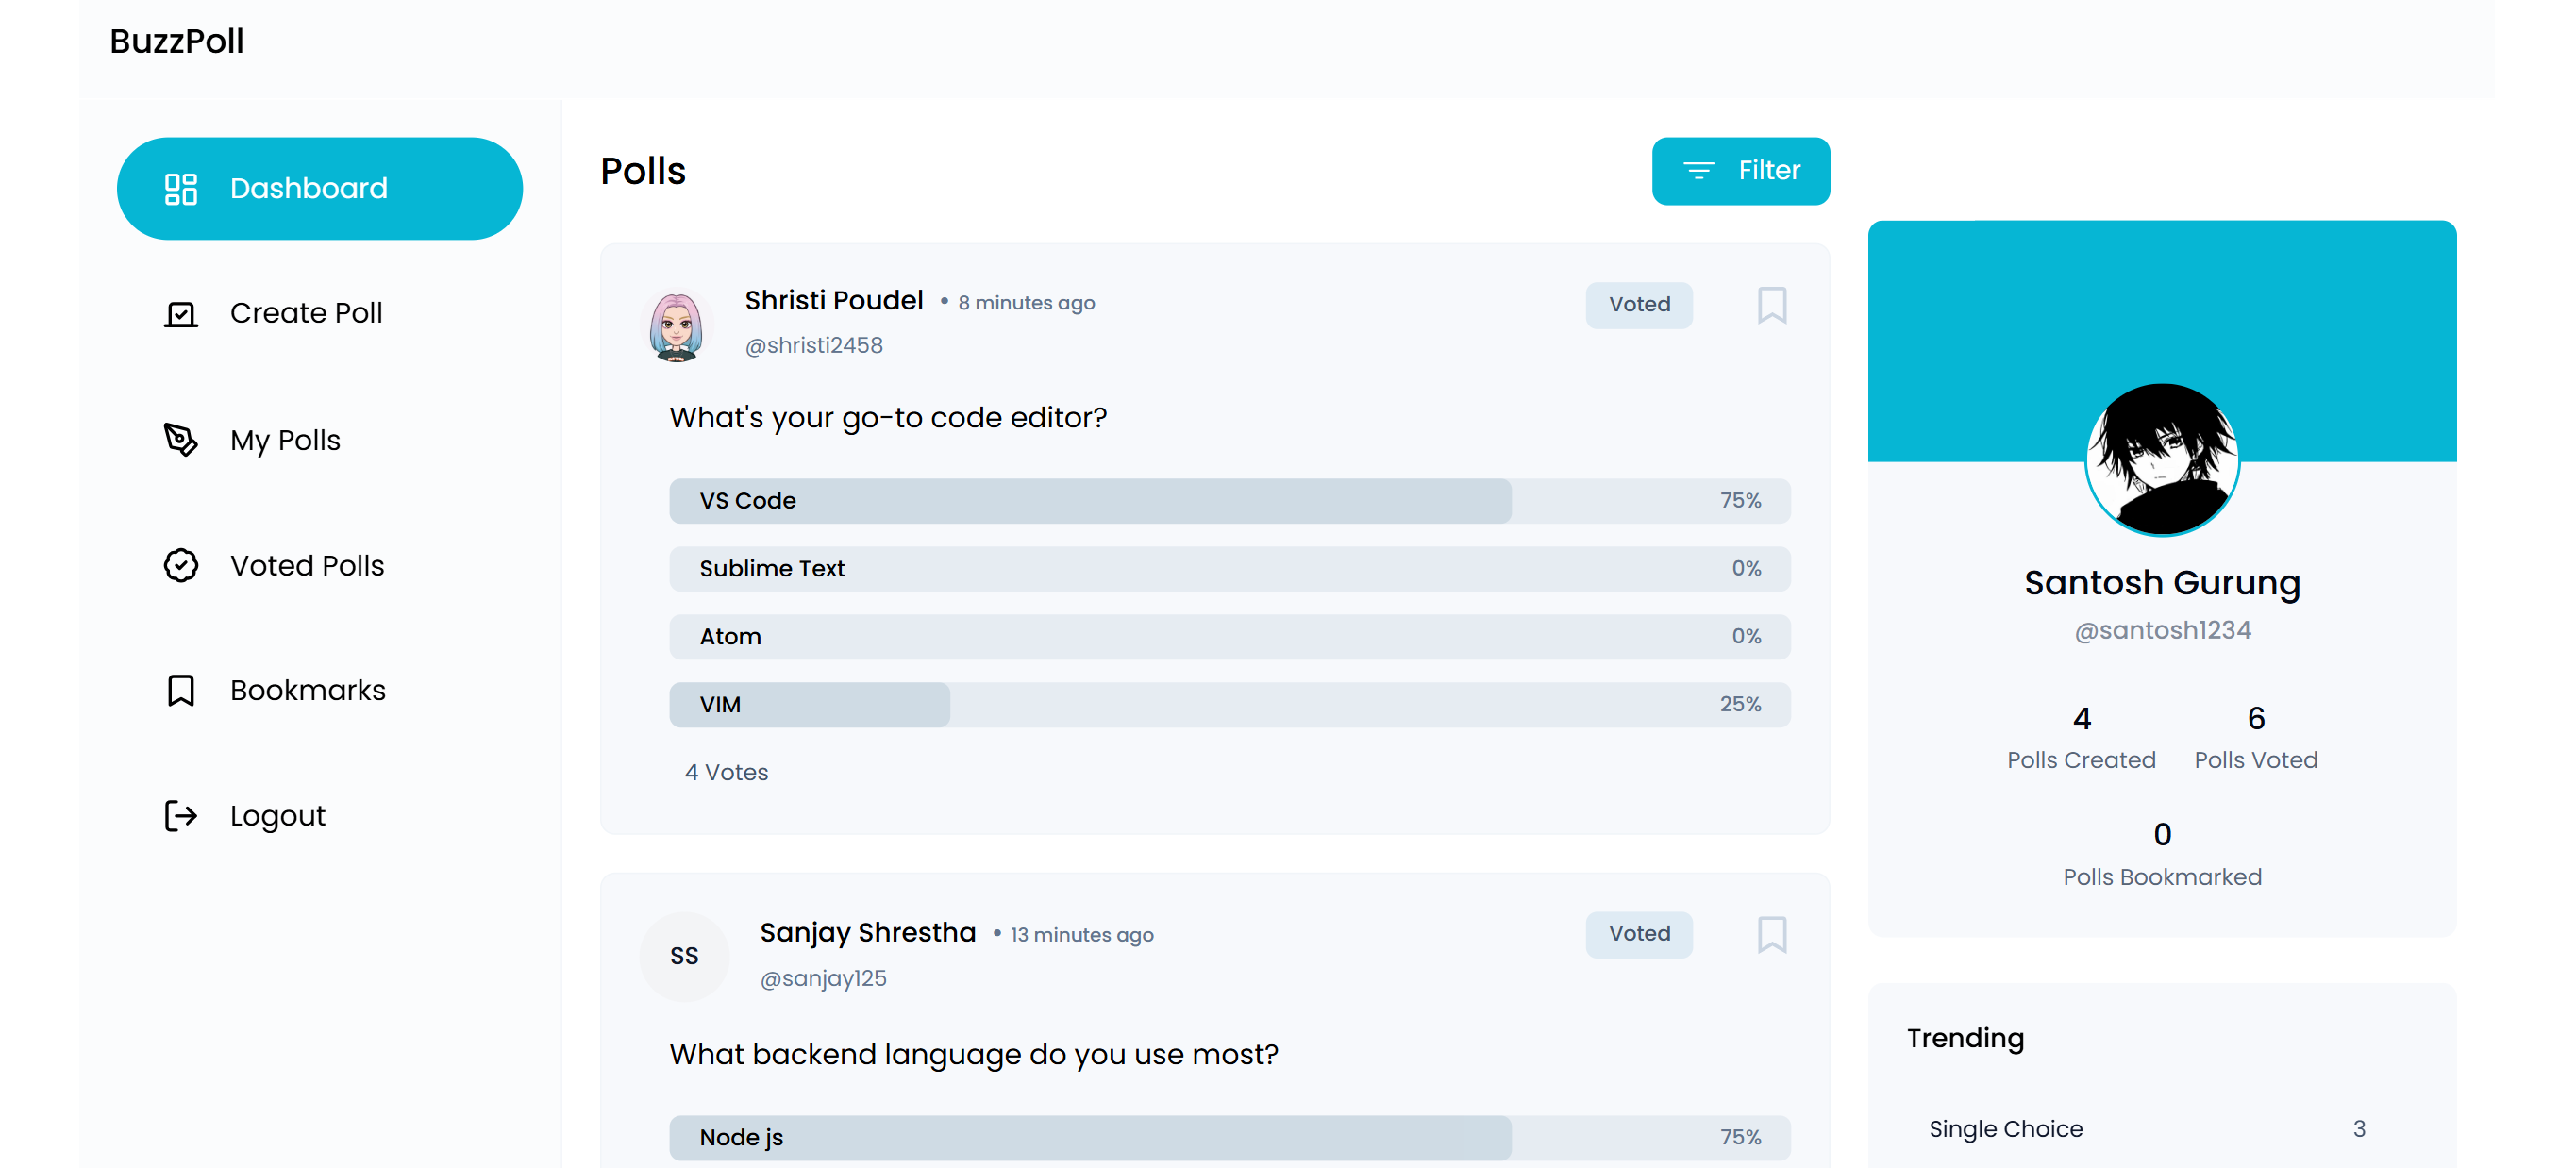 BuzzPoll
Dashboard
Create Poll
My Polls
Voted Polls
Bookmarks
Logout
Polls
Filter
Shristi Poudel • 8 minutes ago
@shristi2458
Voted
What's your go-to code editor?
VS Code 75%
Sublime Text 0%
Atom 0%
VIM 25%
4 Votes
SS
Sanjay Shrestha • 13 minutes ago
@sanjay125
Voted
What backend language do you use most?
Node js 75%
Santosh Gurung
@santosh1234
4 6
Polls Created Polls Voted
0
Polls Bookmarked
Trending
Single Choice 3